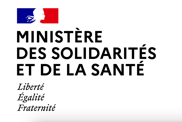 MINISTÈRE
DES SOLIDARITÉS
ET DE LA SANTÉ
Liberté
Égalité
Fraternité